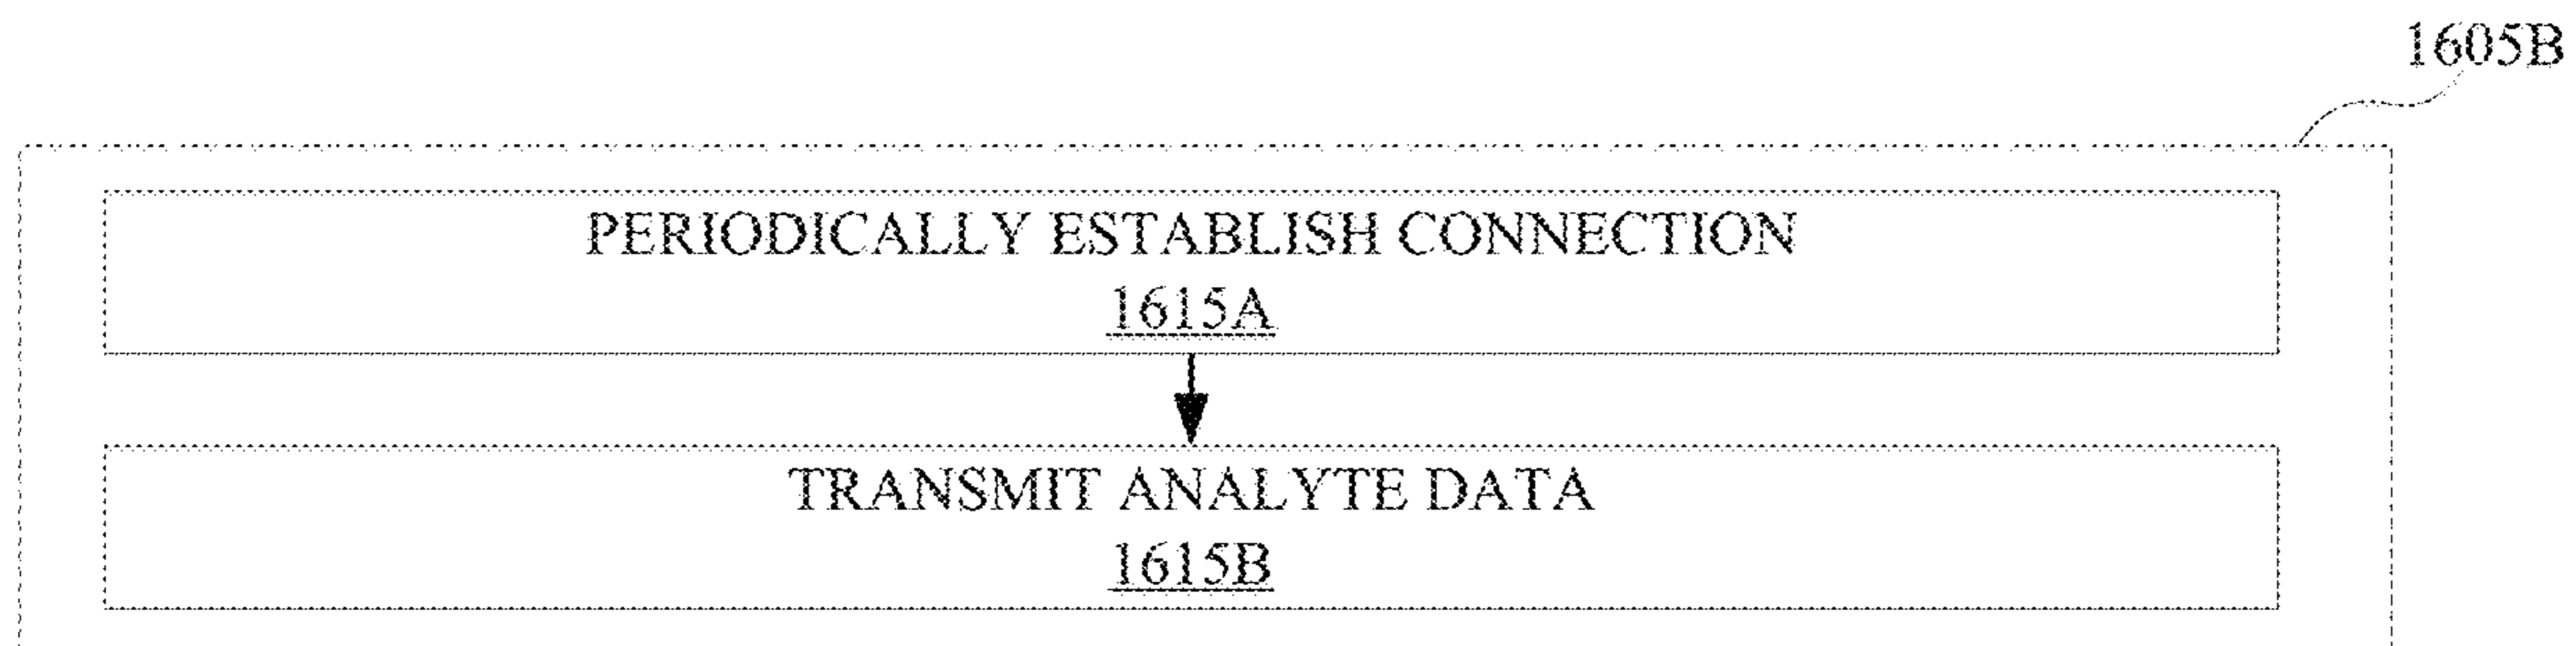 1605B
PERIODICALLY ESTABLISH CONNECTION
1615A
TRANSMIT ANALYTE DATA
1615B